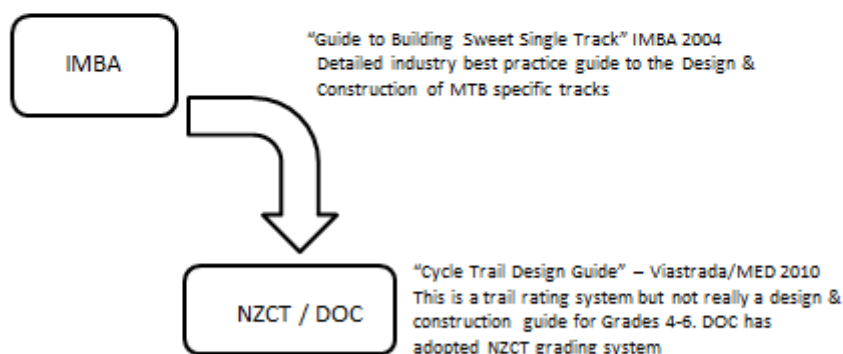 IMBA
“Guide to Building Sweet Single Track” IMBA 2004
Detailed industry best practice guide to the Design &
Construction of MTB specific tracks
NZCT / DOC
“Cycle Trail Design Guide” – Viastrada/MED 2010
This is a trail rating system but not really a design &
construction guide for Grades 4-6. DOC has
adopted NZCT grading system